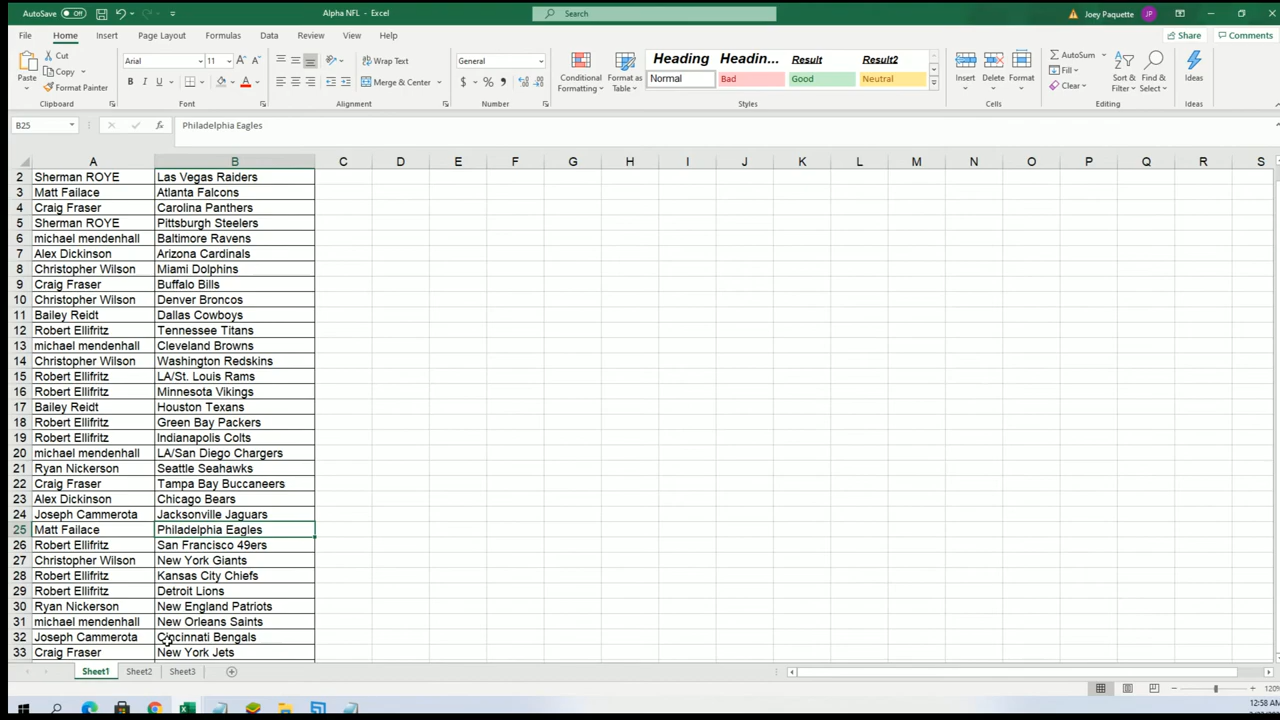 AutoSave Off Alpha NFL - Excel Search Joey Paquette JP
File Home Insert Page Layout Formulas Data Review View Help Share Comments
Paste Cut Copy Format Painter
Arial 11 Wrap Text General
Merge & Center
Conditional Formatting Format as Table
Heading Headin... Result Result2
Normal Bad Good Neutral
Insert Delete Format
AutoSum Fill Clear
Sort & Filter Find & Select Ideas
Clipboard Font Alignment Number Styles Cells Editing Ideas
B25 fx Philadelphia Eagles
A B C D E F G H I J K L M N O P Q R S
2 Sherman ROYE Las Vegas Raiders
3 Matt Failace Atlanta Falcons
4 Craig Fraser Carolina Panthers
5 Sherman ROYE Pittsburgh Steelers
6 michael mendenhall Baltimore Ravens
7 Alex Dickinson Arizona Cardinals
8 Christopher Wilson Miami Dolphins
9 Craig Fraser Buffalo Bills
10 Christopher Wilson Denver Broncos
11 Bailey Reidt Dallas Cowboys
12 Robert Ellifritz Tennessee Titans
13 michael mendenhall Cleveland Browns
14 Christopher Wilson Washington Redskins
15 Robert Ellifritz LA/St. Louis Rams
16 Robert Ellifritz Minnesota Vikings
17 Bailey Reidt Houston Texans
18 Robert Ellifritz Green Bay Packers
19 Robert Ellifritz Indianapolis Colts
20 michael mendenhall LA/San Diego Chargers
21 Ryan Nickerson Seattle Seahawks
22 Craig Fraser Tampa Bay Buccaneers
23 Alex Dickinson Chicago Bears
24 Joseph Cammerota Jacksonville Jaguars
25 Matt Failace Philadelphia Eagles
26 Robert Ellifritz San Francisco 49ers
27 Christopher Wilson New York Giants
28 Robert Ellifritz Kansas City Chiefs
29 Robert Ellifritz Detroit Lions
30 Ryan Nickerson New England Patriots
31 michael mendenhall New Orleans Saints
32 Joseph Cammerota Cincinnati Bengals
33 Craig Fraser New York Jets
Sheet1 Sheet2 Sheet3
120%
12:58 AM